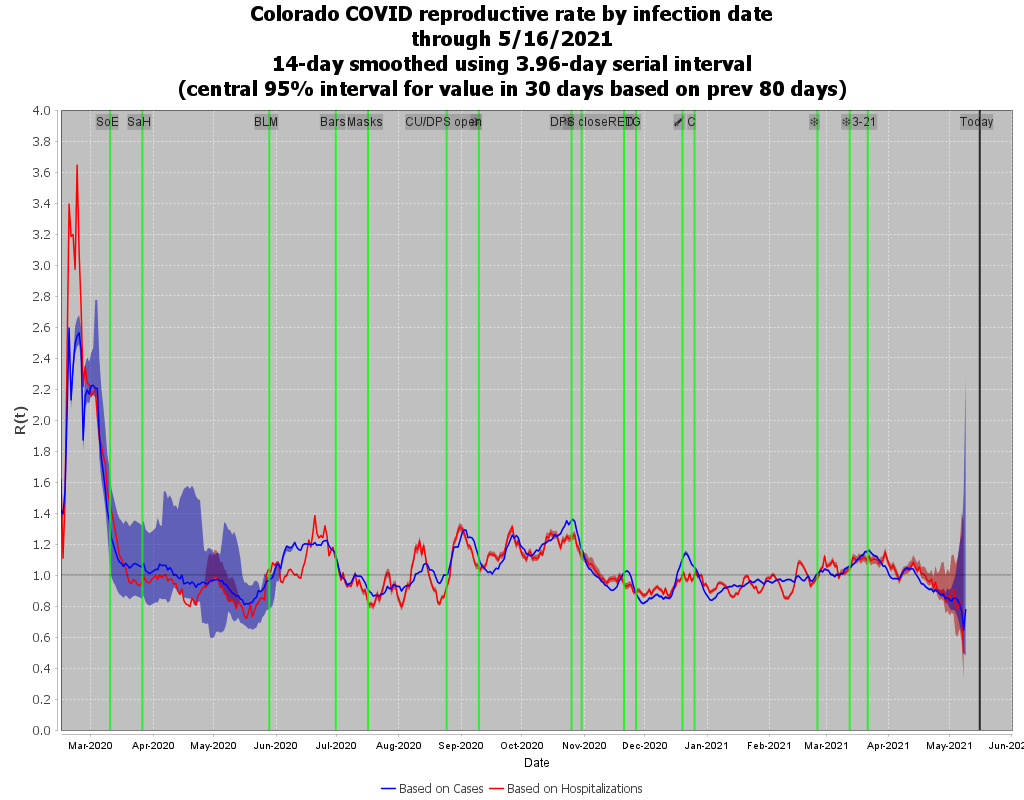 Colorado COVID reproductive rate by infection date
through 5/16/2021
14-day smoothed using 3.96-day serial interval
(central 95% interval for value in 30 days based on prev 80 days)
SoE SaH BLM Bars Masks CU/DPS open DPS closeRED TG C 3-21 Today
4.0
3.8
3.6
3.4
3.2
3.0
2.8
2.6
2.4
2.2
2.0
1.8
1.6
1.4
1.2
1.0
0.8
0.6
0.4
0.2
0.0
R(t)
Mar-2020 Apr-2020 May-2020 Jun-2020 Jul-2020 Aug-2020 Sep-2020 Oct-2020 Nov-2020 Dec-2020 Jan-2021 Feb-2021 Mar-2021 Apr-2021 May-2021 Jun-202
Date
Based on Cases Based on Hospitalizations